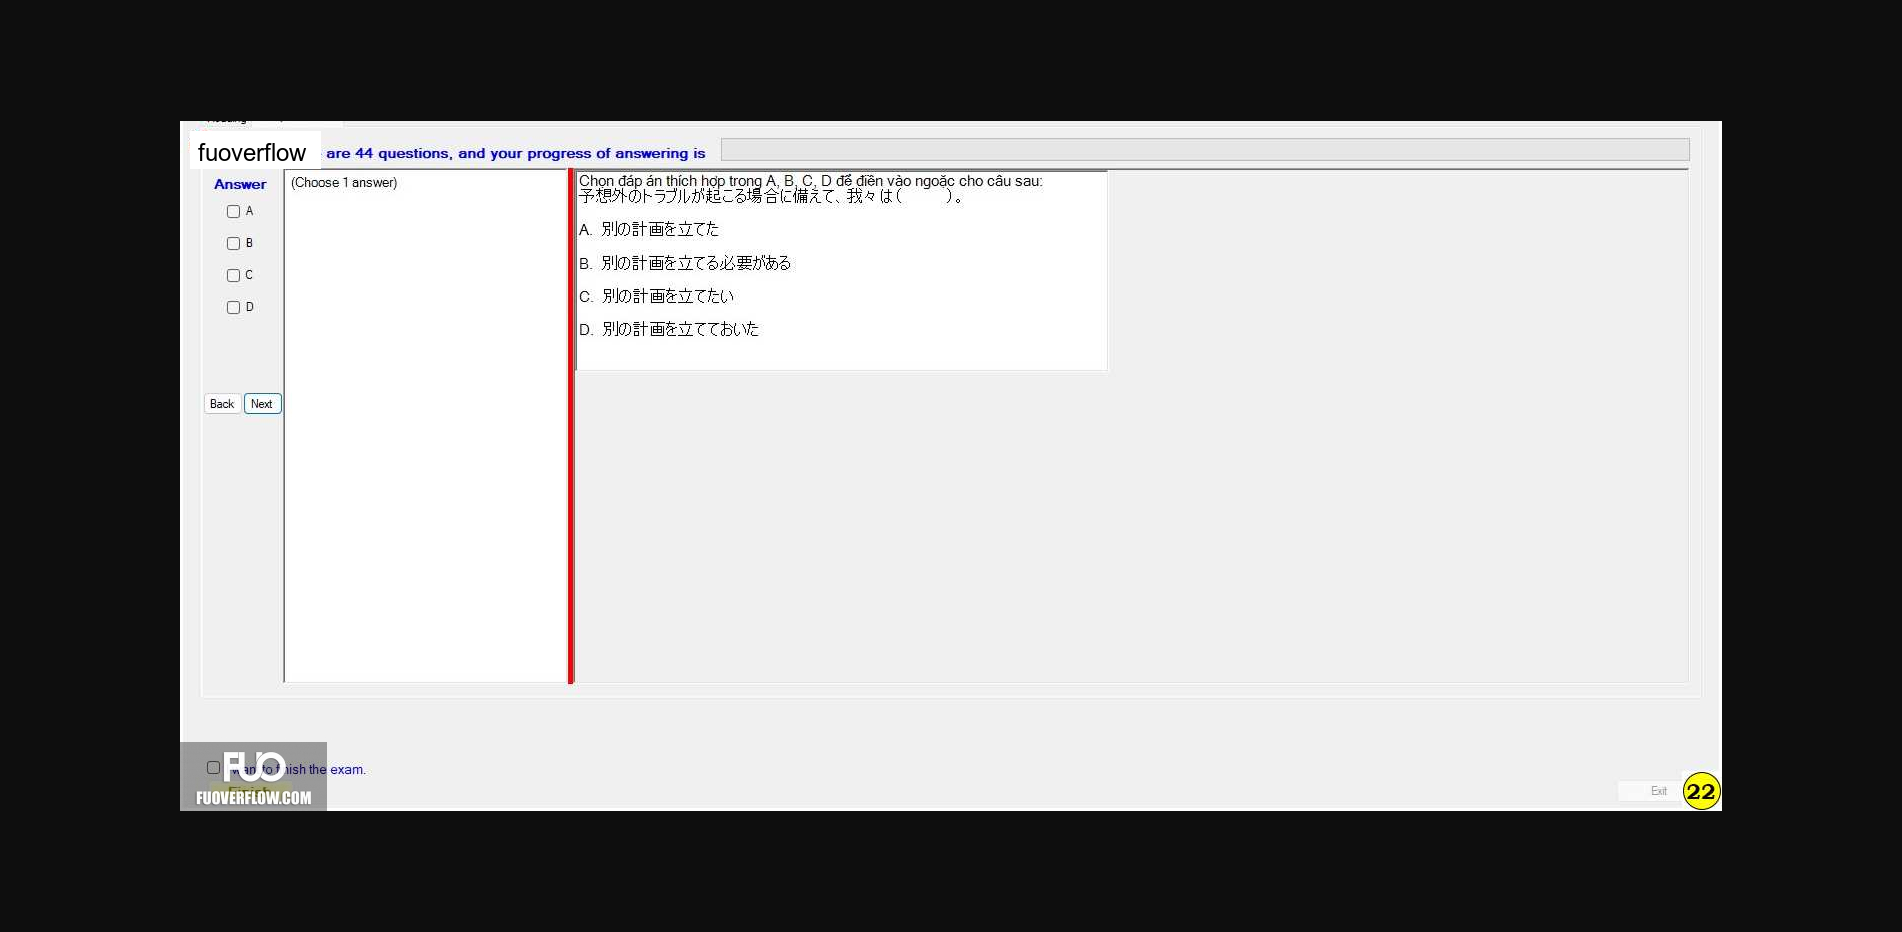 fuoverflow are 44 questions, and your progress of answering is
Answer
(Choose 1 answer)
A
B
C
D
Back Next
Chọn đáp án thích hợp trong A, B, C, D để điền vào ngoặc cho câu sau:
予想外のトラブルが起こる場合に備えて、我々は（　　　）。
A. 別の計画を立てた
B. 別の計画を立てる必要がある
C. 別の計画を立てたい
D. 別の計画を立てておいた
FUO
the exam.
FUOVERFLOW.COM
Exit
22